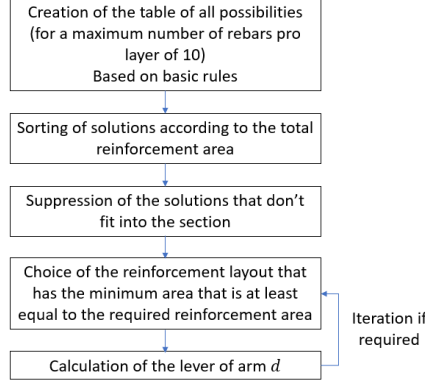 Creation of the table of all possibilities
(for a maximum number of rebars pro
layer of 10)
Based on basic rules
Sorting of solutions according to the total
reinforcement area
Suppression of the solutions that don't
fit into the section
Choice of the reinforcement layout that
has the minimum area that is at least
equal to the required reinforcement area
Iteration if
required
Calculation of the lever of arm d